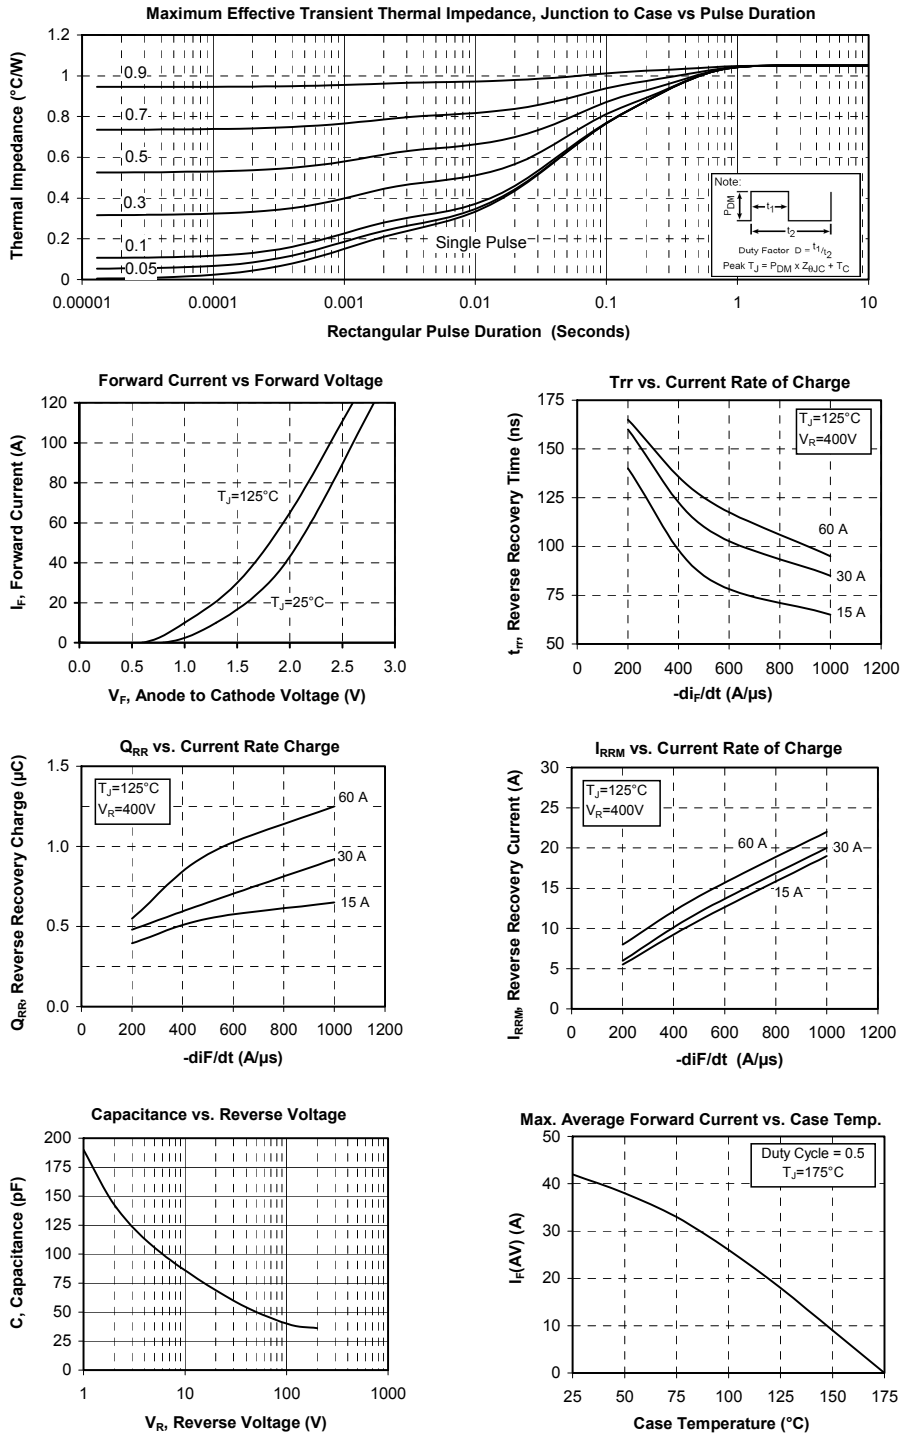 Maximum Effective Transient Thermal Impedance, Junction to Case vs Pulse Duration
Thermal Impedance (°C/W)
1.2
1
0.8
0.6
0.4
0.2
0
0.9
0.7
0.5
0.3
0.1
0.05
Single Pulse
Note:
PDM
t1
t2
Duty Factor D = t1/t2
Peak TJ = PDM x ZθJC + TC
0.00001
0.0001
0.001
0.01
0.1
1
10
Rectangular Pulse Duration (Seconds)
Forward Current vs Forward Voltage
IF, Forward Current (A)
120
100
80
60
40
20
0
TJ=125°C
TJ=25°C
0.0
0.5
1.0
1.5
2.0
2.5
3.0
VF, Anode to Cathode Voltage (V)
Trr vs. Current Rate of Charge
trr, Reverse Recovery Time (ns)
175
150
125
100
75
50
TJ=125°C
VR=400V
60 A
30 A
15 A
0
200
400
600
800
1000
1200
-diF/dt (A/µs)
QRR vs. Current Rate Charge
QRR, Reverse Recovery Charge (µC)
1.5
1.0
0.5
0.0
TJ=125°C
VR=400V
60 A
30 A
15 A
0
200
400
600
800
1000
1200
-diF/dt (A/µs)
IRRM vs. Current Rate of Charge
IRRM, Reverse Recovery Current (A)
30
25
20
15
10
5
0
TJ=125°C
VR=400V
60 A
30 A
15 A
0
200
400
600
800
1000
1200
-diF/dt (A/µs)
Capacitance vs. Reverse Voltage
C, Capacitance (pF)
200
175
150
125
100
75
50
25
0
1
10
100
1000
VR, Reverse Voltage (V)
Max. Average Forward Current vs. Case Temp.
IF(AV) (A)
50
40
30
20
10
0
Duty Cycle = 0.5
TJ=175°C
25
50
75
100
125
150
175
Case Temperature (°C)